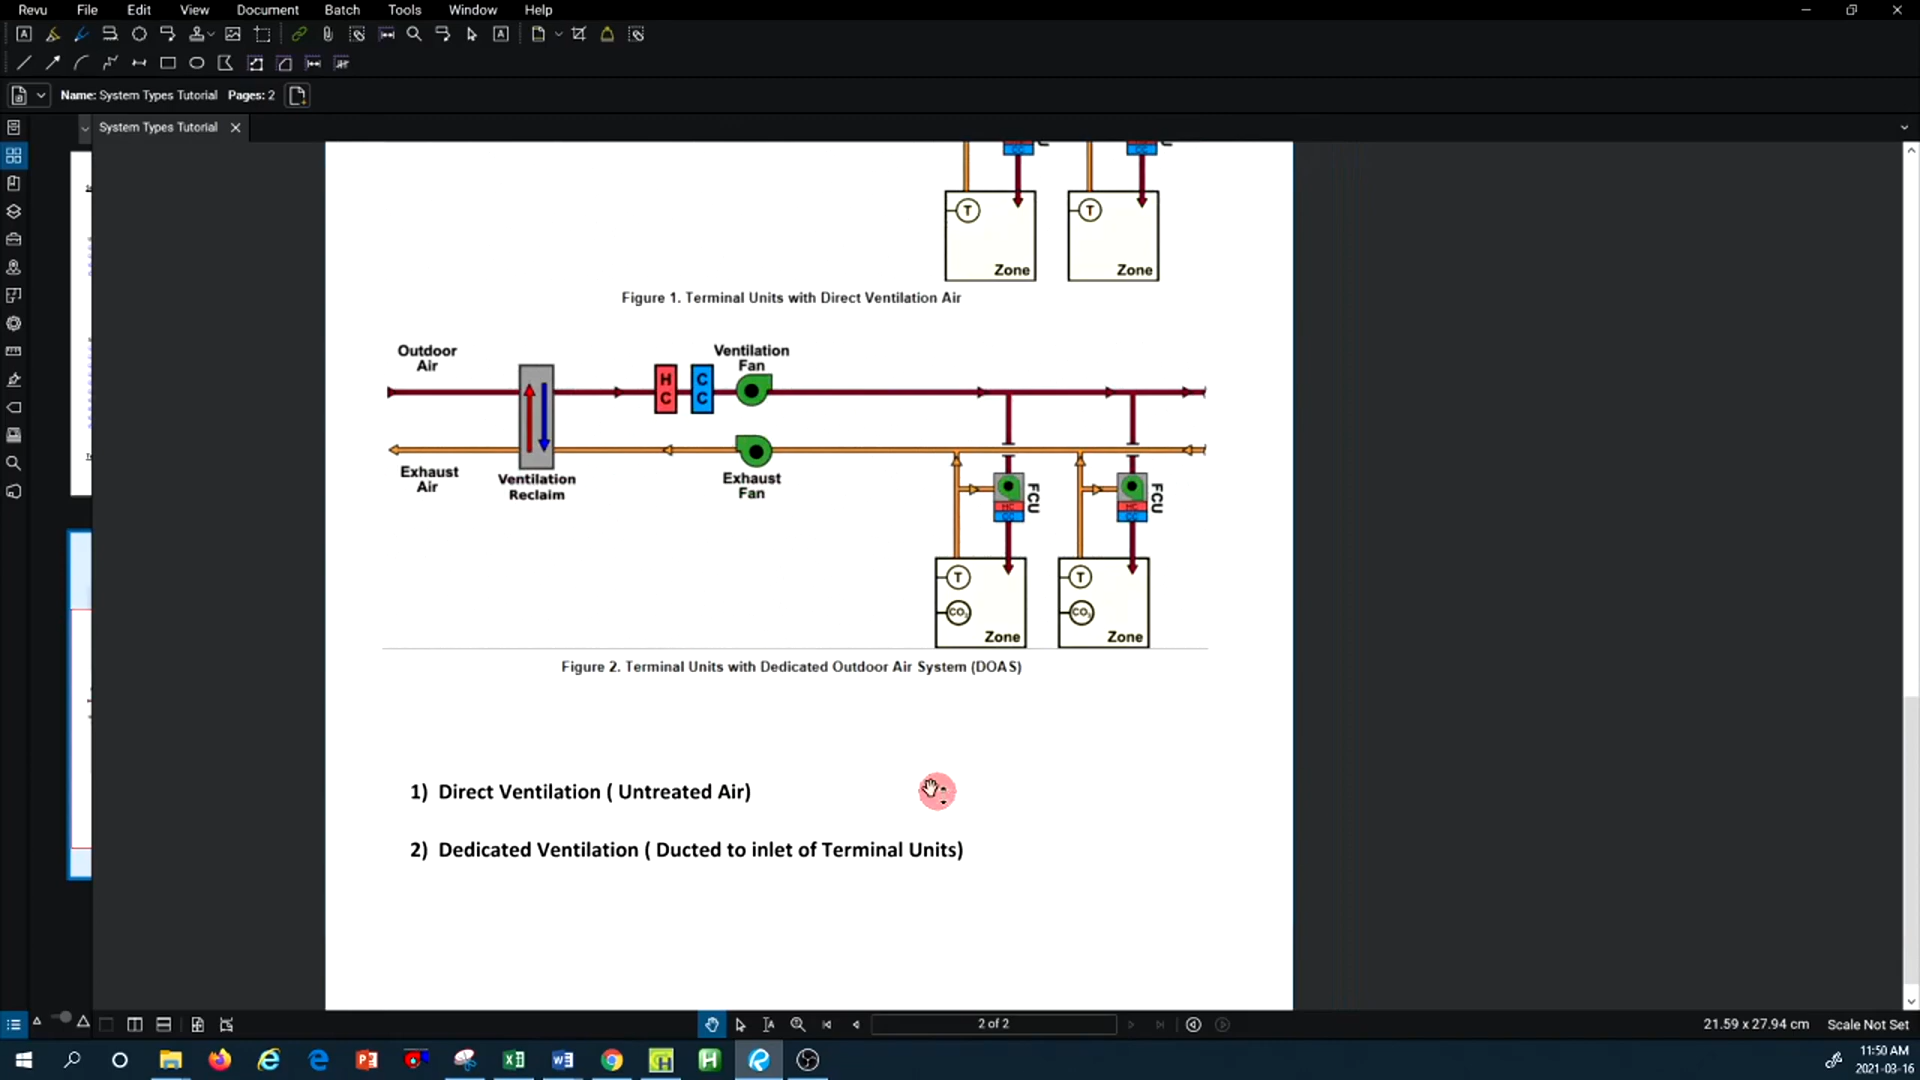 Revu File Edit View Document Batch Tools Window Help
Name: System Types Tutorial Pages: 2
System Types Tutorial
T T
Zone Zone
Figure 1. Terminal Units with Direct Ventilation Air
Outdoor
Air
Ventilation
Fan
H
C
C
C
Exhaust
Air
Ventilation
Reclaim
Exhaust
Fan
FCU FCU
HC HC
CC CC
T T
CO2 CO2
Zone Zone
Figure 2. Terminal Units with Dedicated Outdoor Air System (DOAS)
1) Direct Ventilation ( Untreated Air)
2) Dedicated Ventilation ( Ducted to inlet of Terminal Units)
2 of 2
21.59 x 27.94 cm Scale Not Set
11:50 AM
2021-03-16